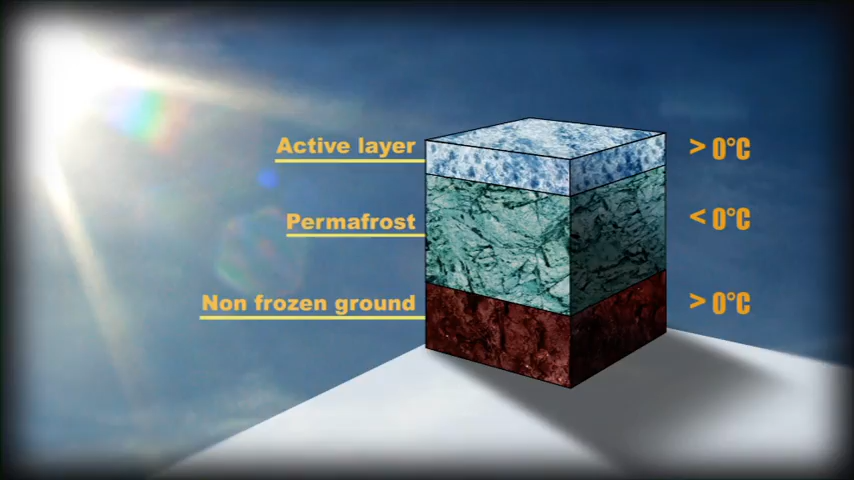 Active layer > 0°C
Permafrost < 0°C
Non frozen ground > 0°C